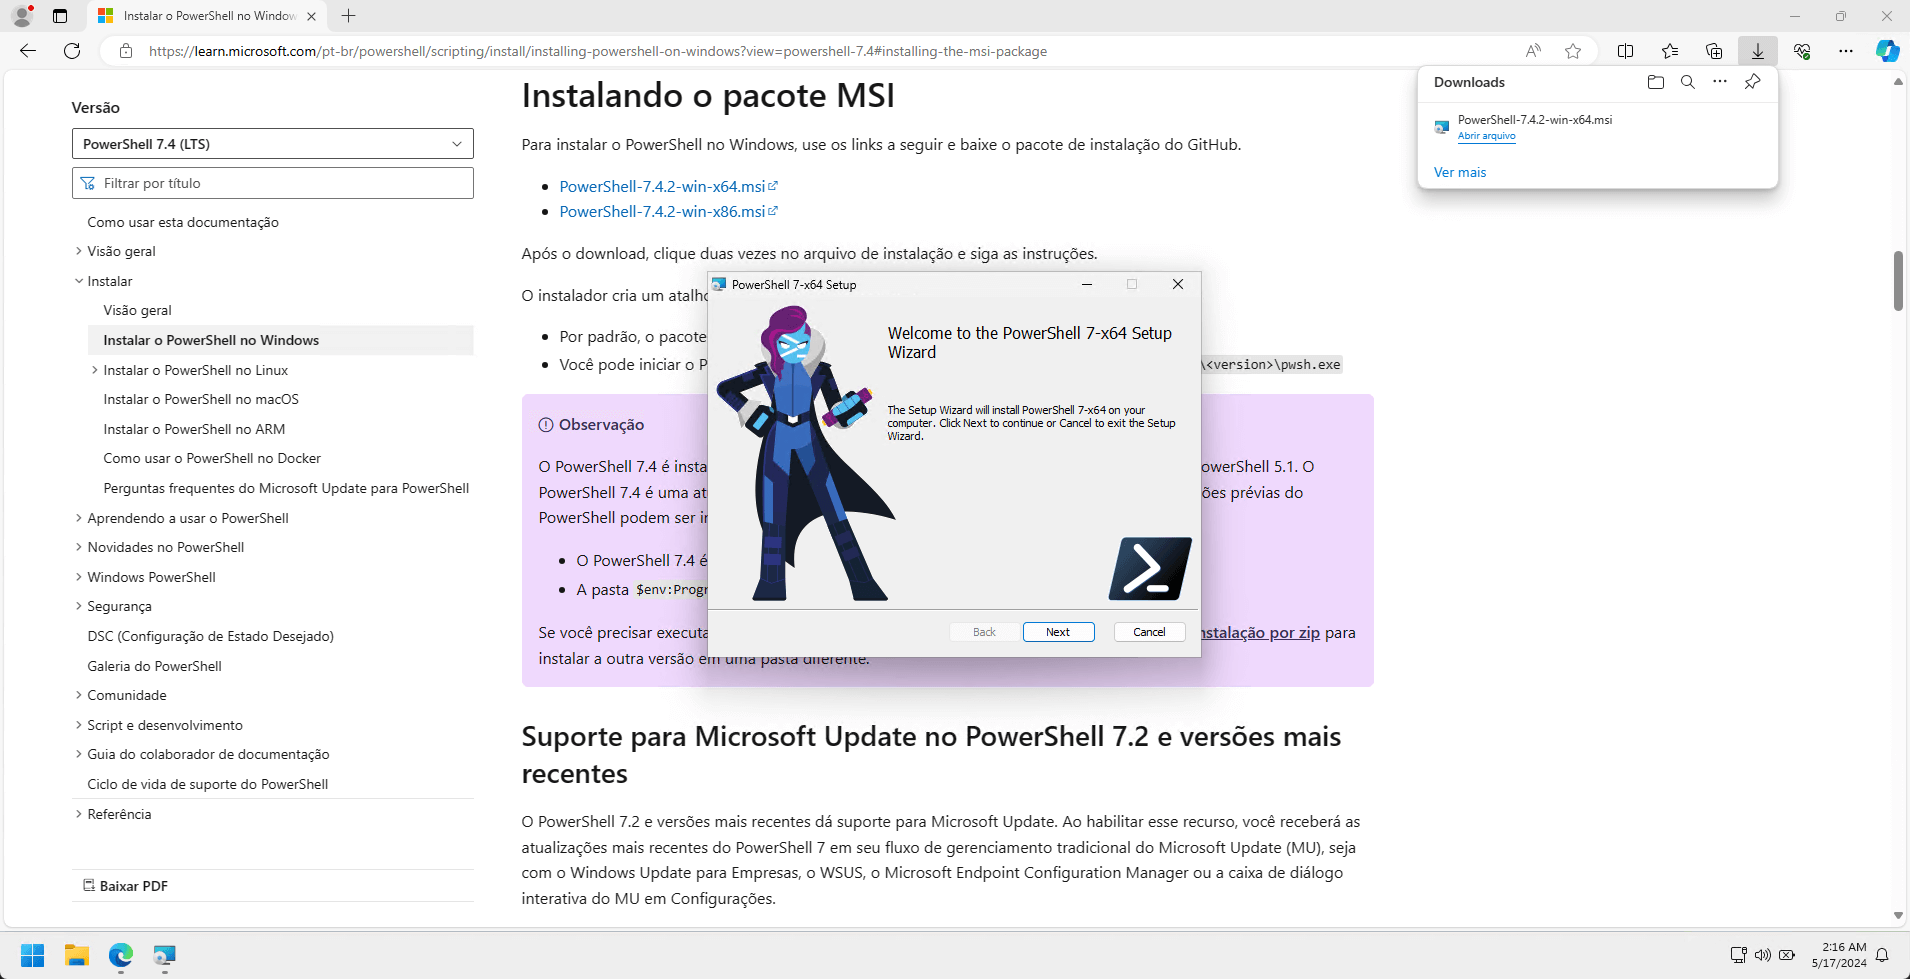 Instalar o PowerShell no Window
https://learn.microsoft.com/pt-br/powershell/scripting/install/installing-powershell-on-windows?view=powershell-7.4#installing-the-msi-package
Downloads
PowerShell-7.4.2-win-x64.msi
Abrir arquivo
Ver mais
Versão
PowerShell 7.4 (LTS)
Filtrar por título
Como usar esta documentação
Visão geral
Instalar
Visão geral
Instalar o PowerShell no Windows
Instalar o PowerShell no Linux
Instalar o PowerShell no macOS
Instalar o PowerShell no ARM
Como usar o PowerShell no Docker
Perguntas frequentes do Microsoft Update para PowerShell
Aprendendo a usar o PowerShell
Novidades no PowerShell
Windows PowerShell
Segurança
DSC (Configuração de Estado Desejado)
Galeria do PowerShell
Comunidade
Script e desenvolvimento
Guia do colaborador de documentação
Ciclo de vida de suporte do PowerShell
Referência
Baixar PDF
Instalando o pacote MSI
Para instalar o PowerShell no Windows, use os links a seguir e baixe o pacote de instalação do GitHub.
PowerShell-7.4.2-win-x64.msi
PowerShell-7.4.2-win-x86.msi
Após o download, clique duas vezes no arquivo de instalação e siga as instruções.
O instalador cria um atalho
Por padrão, o pacote
Você pode iniciar o P \<version>\pwsh.exe
Observação
O PowerShell 7.4 é insta owerShell 5.1. O
PowerShell 7.4 é uma at ões prévias do
PowerShell podem ser in
O PowerShell 7.4 é
A pasta $env:Progr
Se você precisar executa nstalação por zip para
instalar a outra versão em uma pasta diferente.
PowerShell 7-x64 Setup
Welcome to the PowerShell 7-x64 Setup
Wizard
The Setup Wizard will install PowerShell 7-x64 on your
computer. Click Next to continue or Cancel to exit the Setup
Wizard.
Back
Next
Cancel
Suporte para Microsoft Update no PowerShell 7.2 e versões mais
recentes
O PowerShell 7.2 e versões mais recentes dá suporte para Microsoft Update. Ao habilitar esse recurso, você receberá as
atualizações mais recentes do PowerShell 7 em seu fluxo de gerenciamento tradicional do Microsoft Update (MU), seja
com o Windows Update para Empresas, o WSUS, o Microsoft Endpoint Configuration Manager ou a caixa de diálogo
interativa do MU em Configurações.
2:16 AM
5/17/2024